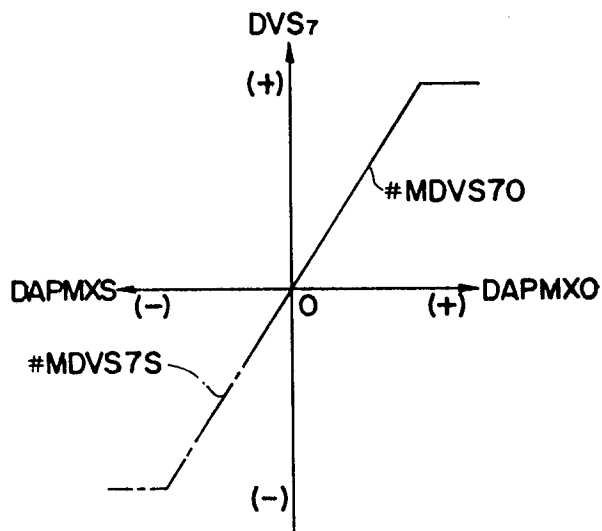 DVS7
(+)
#MDVS7O
DAPMXS
(-)
O
(+)
DAPMXO
#MDVS7S
(-)